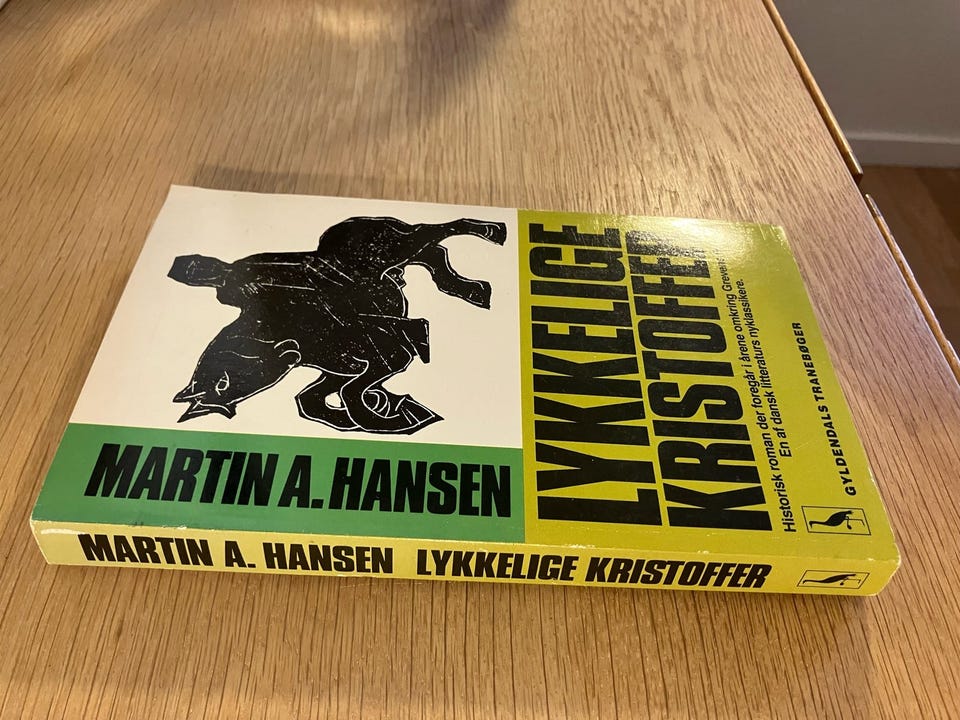 LYKKELIGE
KRISTOFFER
Historisk roman der foregår i årene omkring Grevens
En af dansk litteraturs nyklassikere.
GYLDENDALS TRANEBØGER
MARTIN A. HANSEN
MARTIN A. HANSEN LYKKELIGE KRISTOFFER